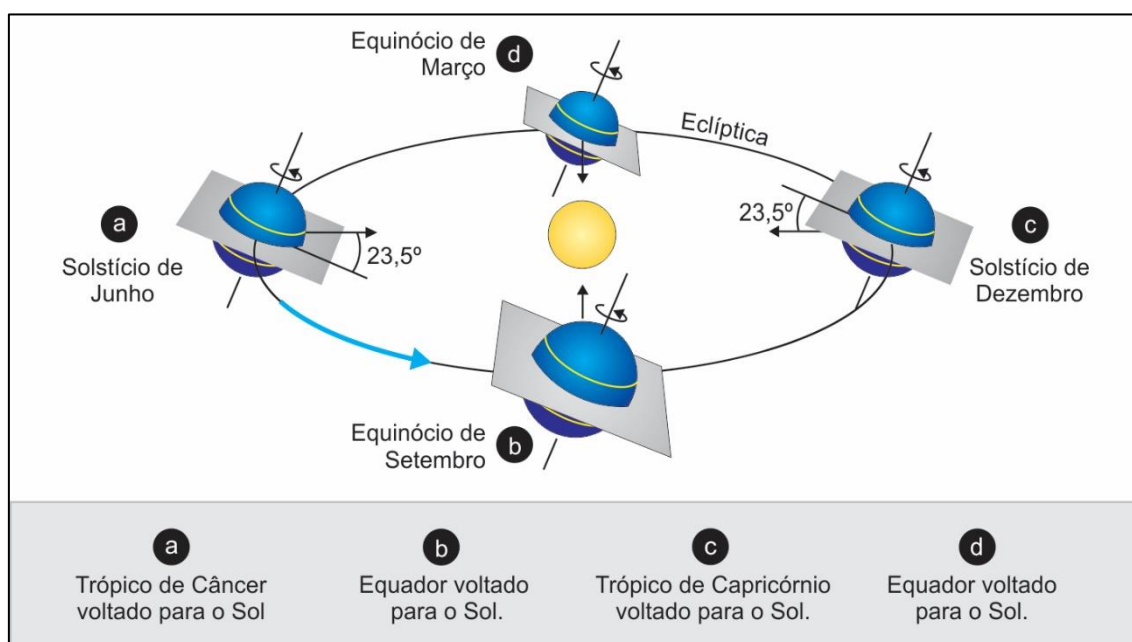 Equinócio de
Março
d
Eclíptica
a
Solstício de
Junho
23,5º
23,5º
c
Solstício de
Dezembro
Equinócio de
Setembro
b
a
Trópico de Câncer
voltado para o Sol
b
Equador voltado
para o Sol.
c
Trópico de Capricórnio
voltado para o Sol.
d
Equador voltado
para o Sol.